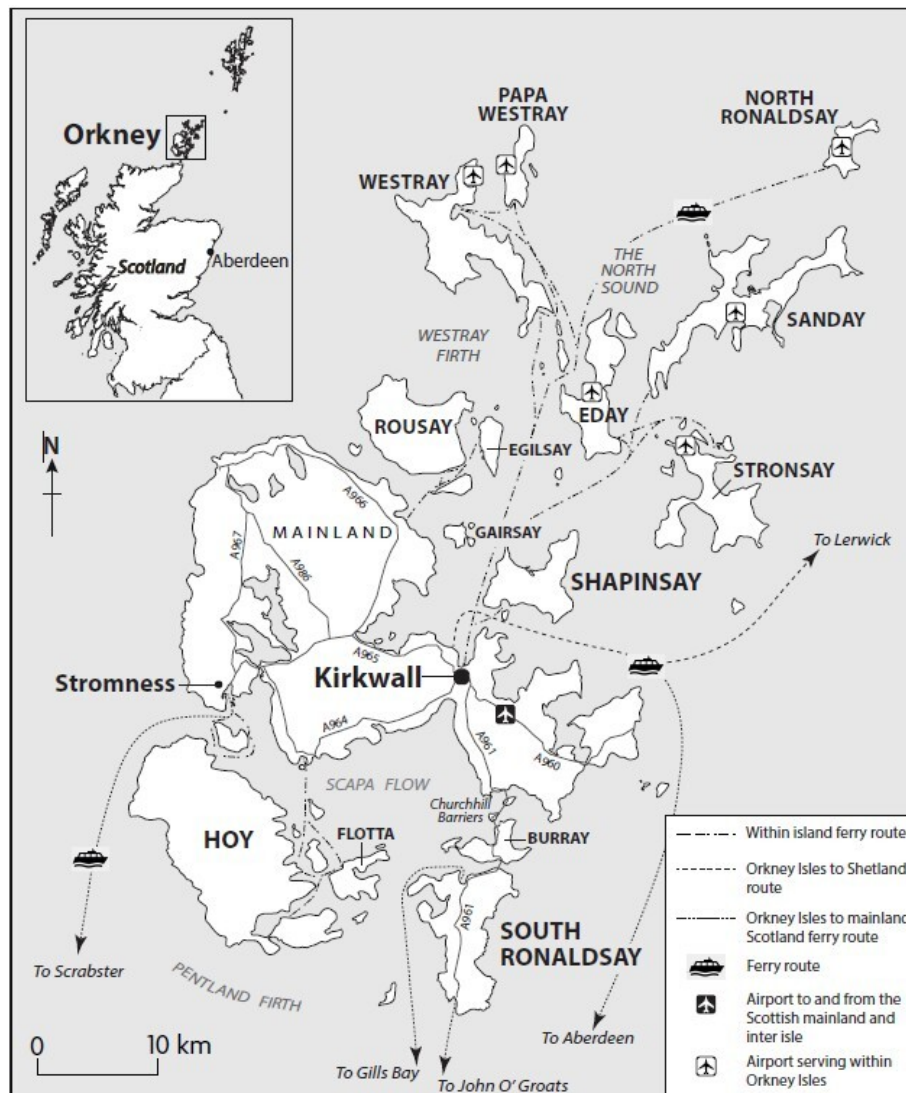 Orkney
Scotland
Aberdeen
PAPA
WESTRAY
NORTH
RONALDSAY
WESTRAY
THE
NORTH
SOUND
SANDAY
WESTRAY
FIRTH
ROUSAY
EDAY
EGILSAY
N
STRONSAY
A966
MAINLAND
A967
A986
GAIRSAY
To Lerwick
SHAPINSAY
A965
Kirkwall
Stromness
A964
A961
A960
SCAPA FLOW
Churchhill
Barriers
HOY
FLOTTA
BURRAY
A961
SOUTH
RONALDSAY
To Scrabster
PENTLAND FIRTH
To Aberdeen
0 10 km
To Gills Bay
To John O' Groats
Within island ferry route
Orkney Isles to Shetland
route
Orkney Isles to mainland
Scotland ferry route
Ferry route
Airport to and from the
Scottish mainland and
inter isle
Airport serving within
Orkney Isles